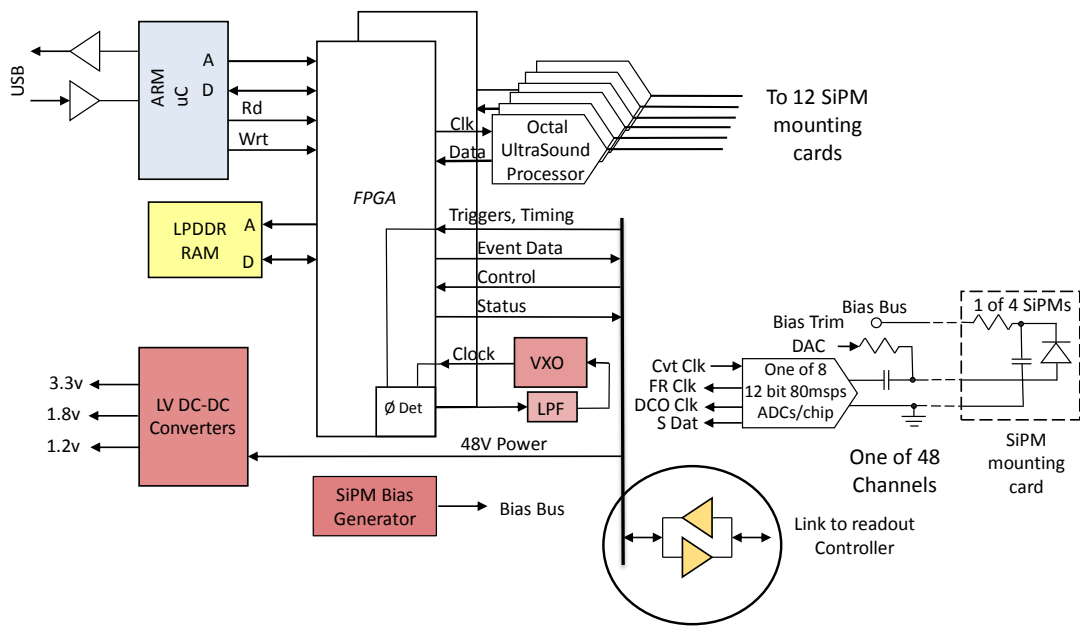 USB
ARM
uC
A
D
Rd
Wrt
FPGA
Clk
Data
Octal
UltraSound
Processor
To 12 SiPM
mounting
cards
LPDDR
RAM
A
D
Triggers, Timing
Event Data
Control
Status
Clock
VXO
LPF
Ø Det
3.3v
1.8v
1.2v
LV DC-DC
Converters
48V Power
SiPM Bias
Generator
Bias Bus
Link to readout
Controller
Bias Bus
Bias Trim
DAC
1 of 4 SiPMs
Cvt Clk
FR Clk
DCO Clk
S Dat
One of 8
12 bit 80msps
ADCs/chip
One of 48
Channels
SiPM
mounting
card